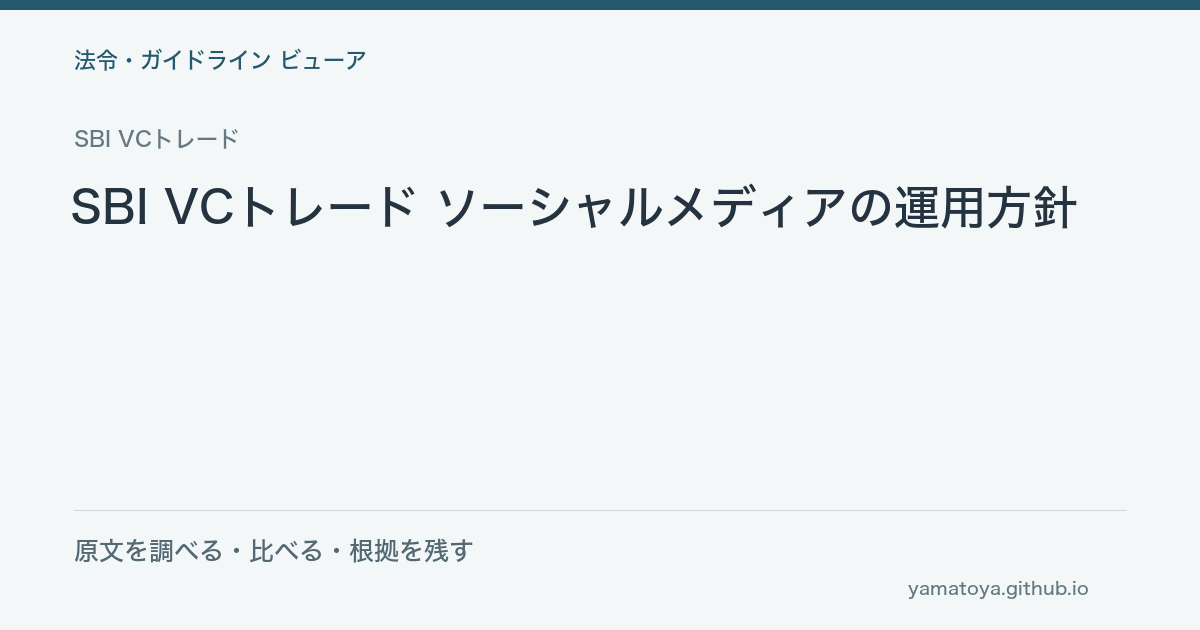 法令・ガイドライン ビューア
SBI VCトレード
SBI VCトレード ソーシャルメディアの運用方針
原文を調べる・比べる・根拠を残す
yamatoya.github.io